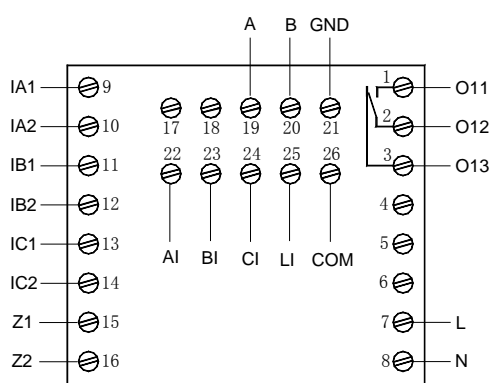 A B GND
IA1 9 1 O11
17 18 19 20 21
IA2 10 2 O12
22 23 24 25 26
IB1 11 3 O13
IB2 12 4
IC1 13 5
AI BI CI LI COM
IC2 14 6
Z1 15 7 L
Z2 16 8 N